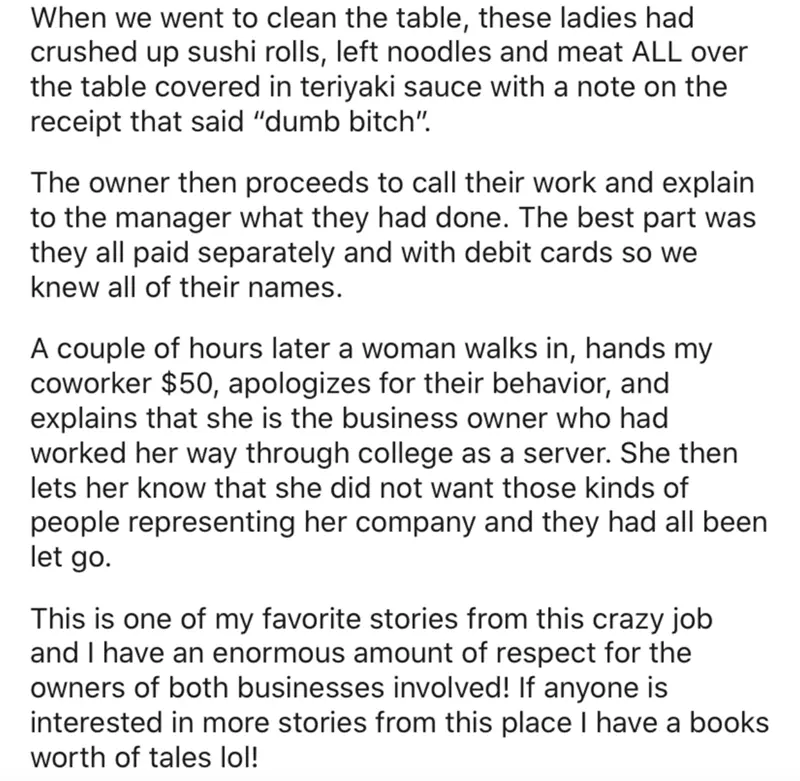 When we went to clean the table, these ladies had
crushed up sushi rolls, left noodles and meat ALL over
the table covered in teriyaki sauce with a note on the
receipt that said “dumb bitch”.
The owner then proceeds to call their work and explain
to the manager what they had done. The best part was
they all paid separately and with debit cards so we
knew all of their names.
A couple of hours later a woman walks in, hands my
coworker $50, apologizes for their behavior, and
explains that she is the business owner who had
worked her way through college as a server. She then
lets her know that she did not want those kinds of
people representing her company and they had all been
let go.
This is one of my favorite stories from this crazy job
and I have an enormous amount of respect for the
owners of both businesses involved! If anyone is
interested in more stories from this place I have a books
worth of tales lol!